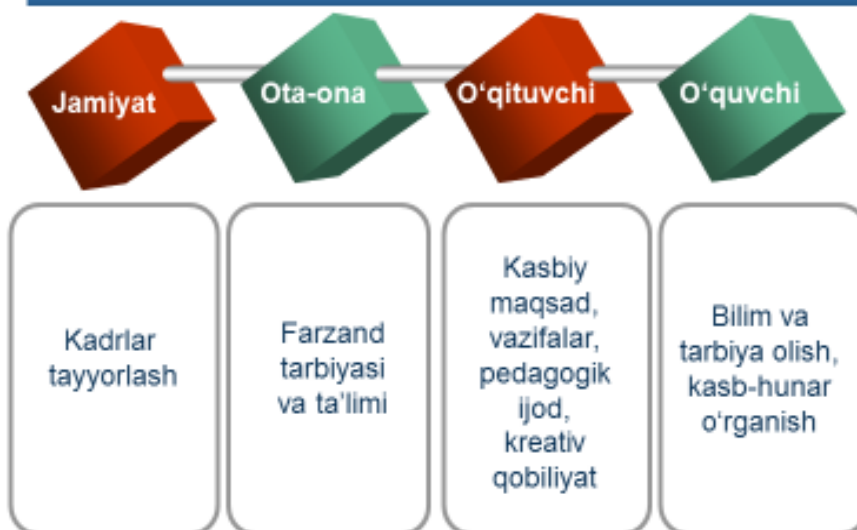 Jamiyat
Ota-ona
O‘qituvchi
O‘quvchi
Kadrlar
tayyorlash
Farzand
tarbiyasi
va ta’limi
Kasbiy
maqsad,
vazifalar,
pedagogik
ijod,
kreativ
qobiliyat
Bilim va
tarbiya olish,
kasb-hunar
o‘rganish